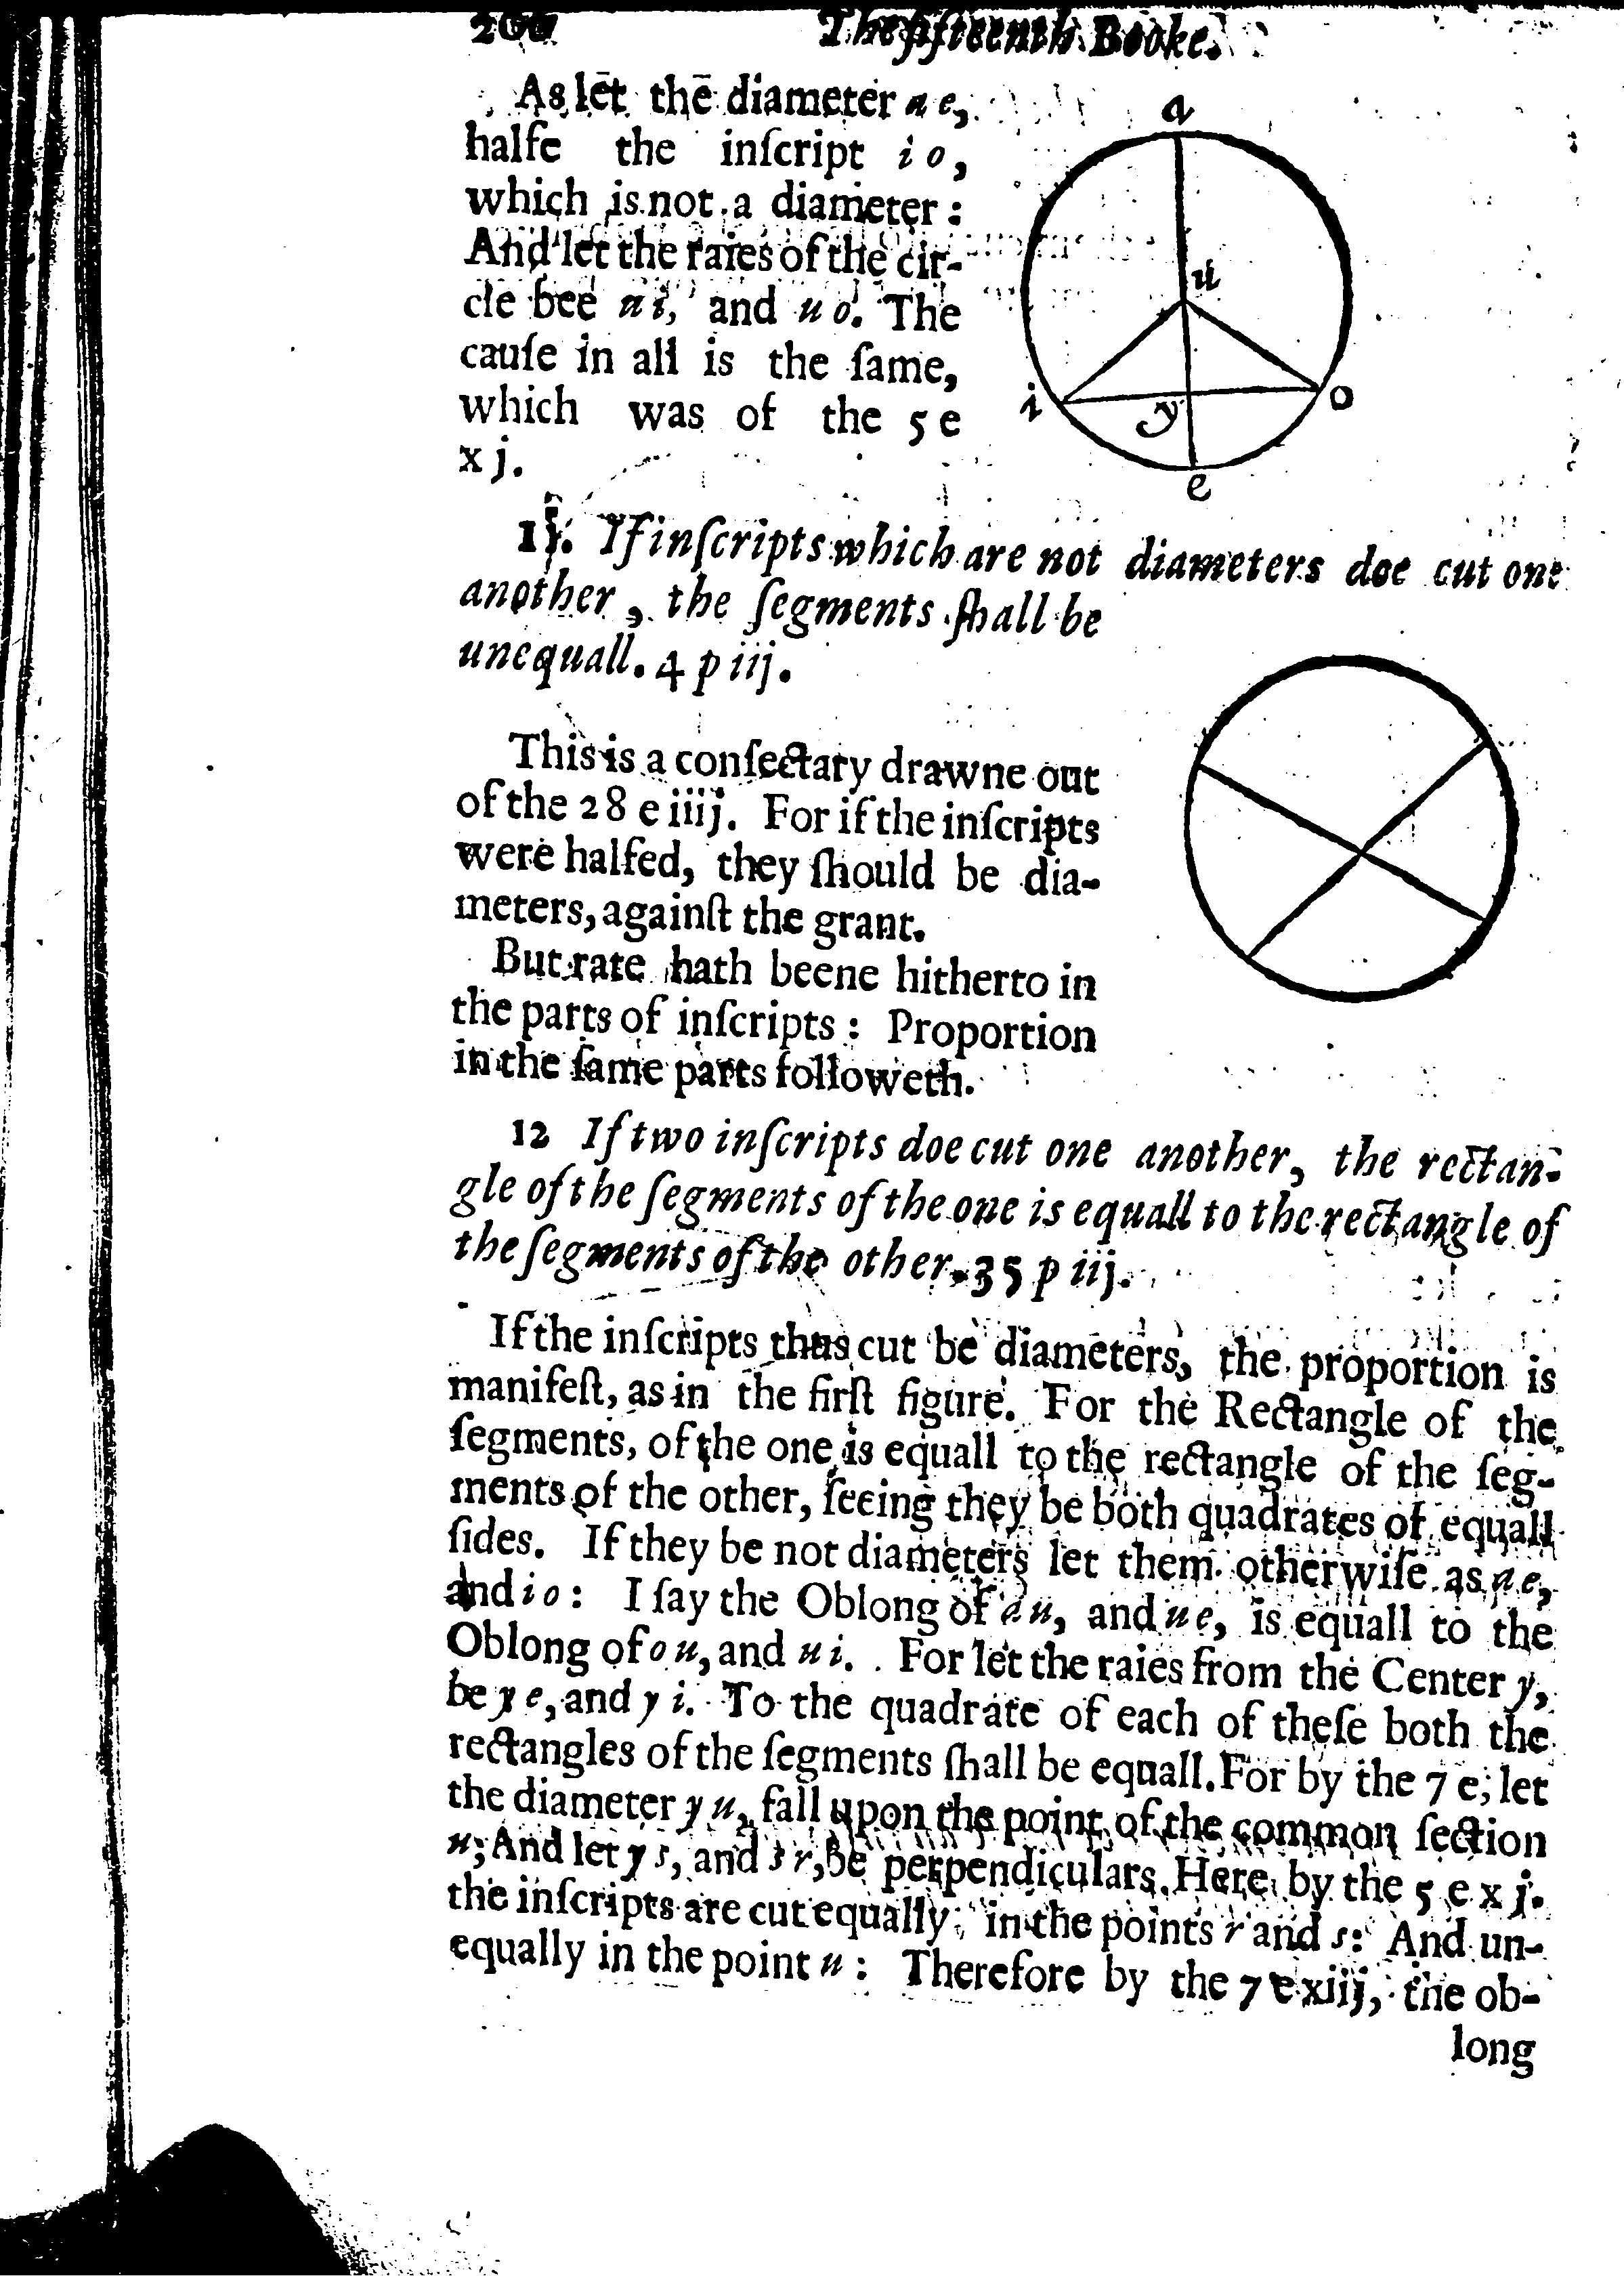 200 The fifteenth Booke.
As let the diameter a e,
halfe the inſcript i o,
which is not a diameter:
And let the raies of the cir-
cle bee u i, and u o. The
cauſe in all is the ſame,
which was of the 5 e
x j.
a
u
i
y
o
e
If inſcripts which are not diameters doe cut one
another, the ſegments ſhall be
unequall. 4 p iij.
This is a conſectary drawne out
of the 28 e iiij. For if the inſcripts
were halfed, they ſhould be dia-
meters, againſt the grant.
But rate hath beene hitherto in
the parts of inſcripts: Proportion
in the ſame parts followeth.
12 If two inſcripts doe cut one another, the rectan-
gle of the ſegments of the one is equall to the rectangle of
the ſegments of the other. 35 p iij.
If the inſcripts thus cut be diameters, the proportion is
manifeſt, as in the firſt figure. For the Rectangle of the
ſegments, of the one is equall to the rectangle of the ſeg-
ments of the other, ſeeing they be both quadrates of equall
ſides. If they be not diameters let them otherwiſe as a e,
and i o: I ſay the Oblong of a u, and u e, is equall to the
Oblong of o u, and u i. For let the raies from the Center y,
be y e, and y i. To the quadrate of each of theſe both the
rectangles of the ſegments ſhall be equall. For by the 7 e, let
the diameter y u, fall upon the point of the common ſection
u; And let y s, and s r, be perpendiculars. Here by the 5 e x j.
the inſcripts are cut equally in the points r and s: And un-
equally in the point u: Therefore by the 7 e xiij, the ob-
long